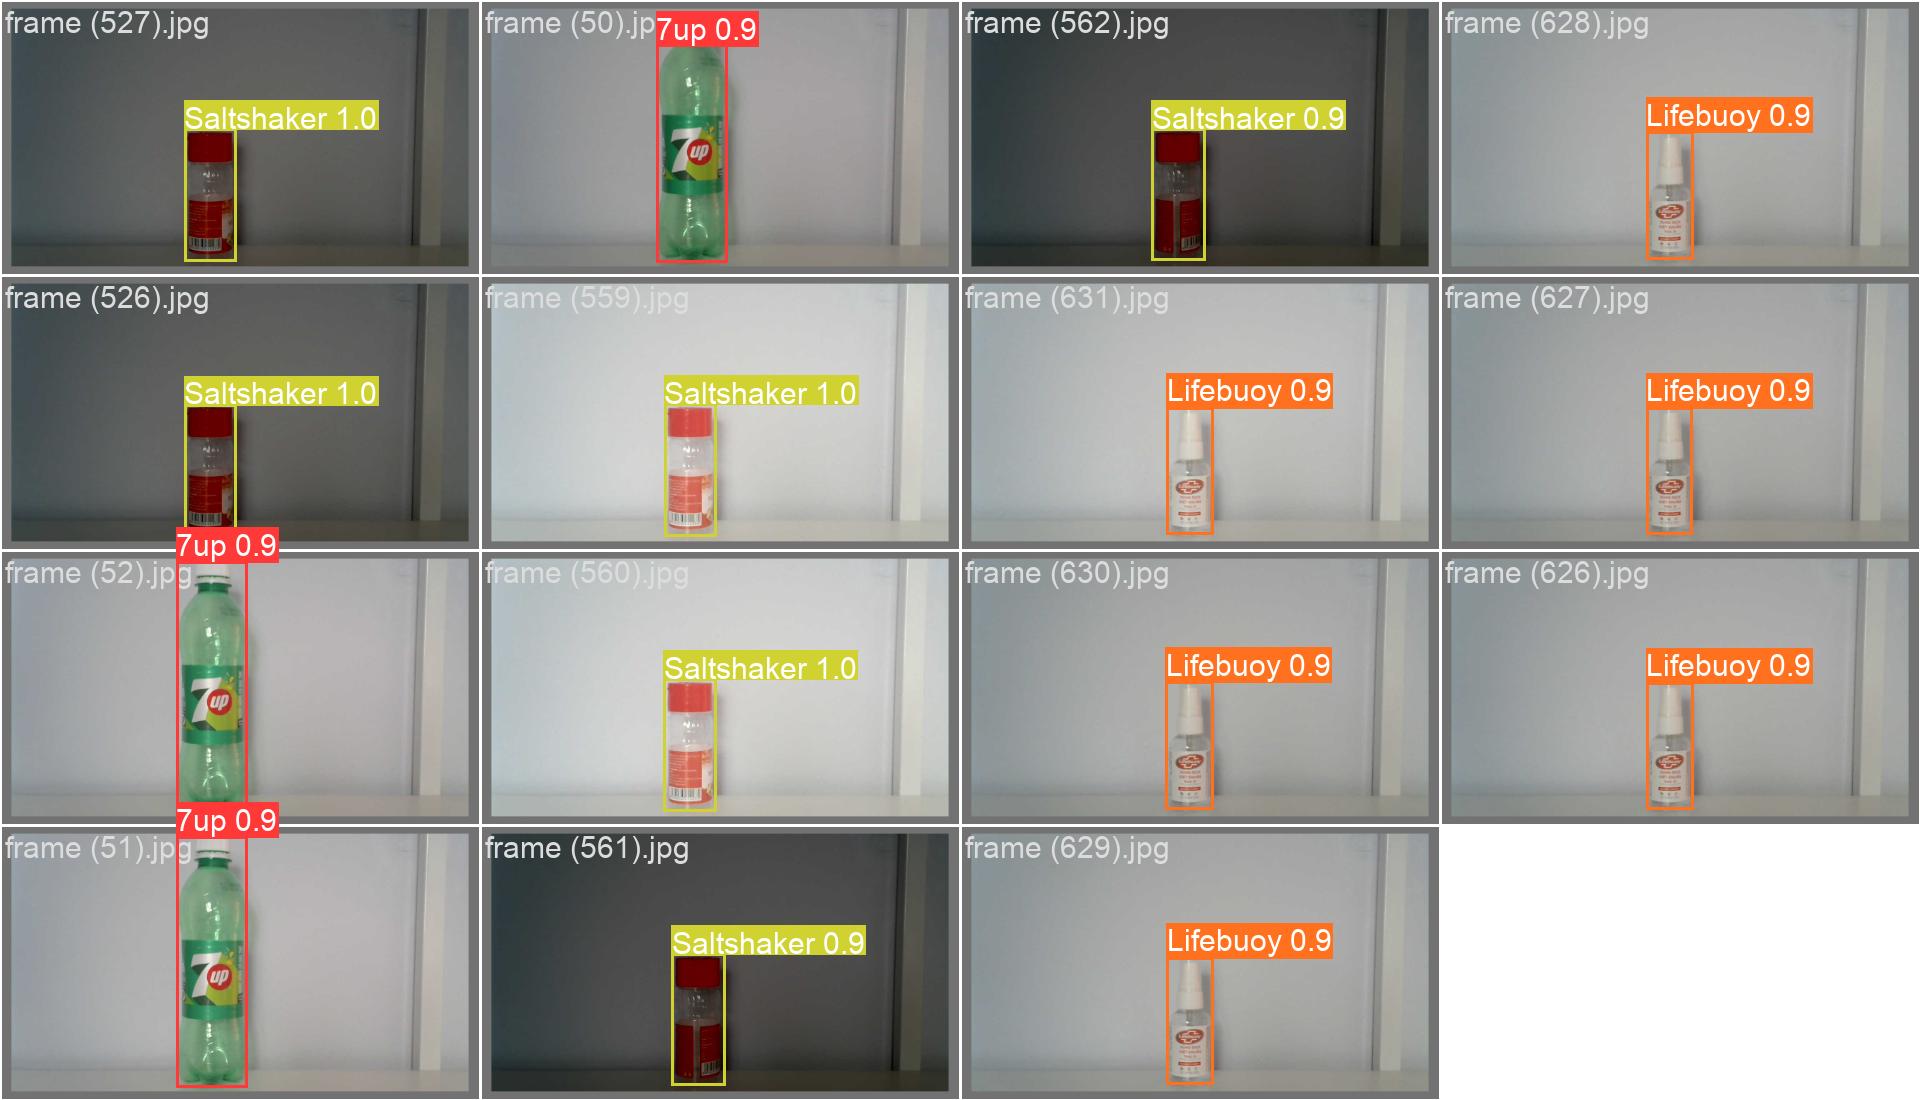 frame (527).jpg
Saltshaker 1.0
frame (50).jp
7up 0.9
7up
frame (562).jpg
Saltshaker 0.9
frame (628).jpg
Lifebuoy 0.9
frame (526).jpg
Saltshaker 1.0
frame (559).jpg
Saltshaker 1.0
frame (631).jpg
Lifebuoy 0.9
frame (627).jpg
Lifebuoy 0.9
7up 0.9
frame (52).jpg
7up
frame (560).jpg
Saltshaker 1.0
frame (630).jpg
Lifebuoy 0.9
frame (626).jpg
Lifebuoy 0.9
7up 0.9
frame (51).jpg
7up
frame (561).jpg
Saltshaker 0.9
frame (629).jpg
Lifebuoy 0.9